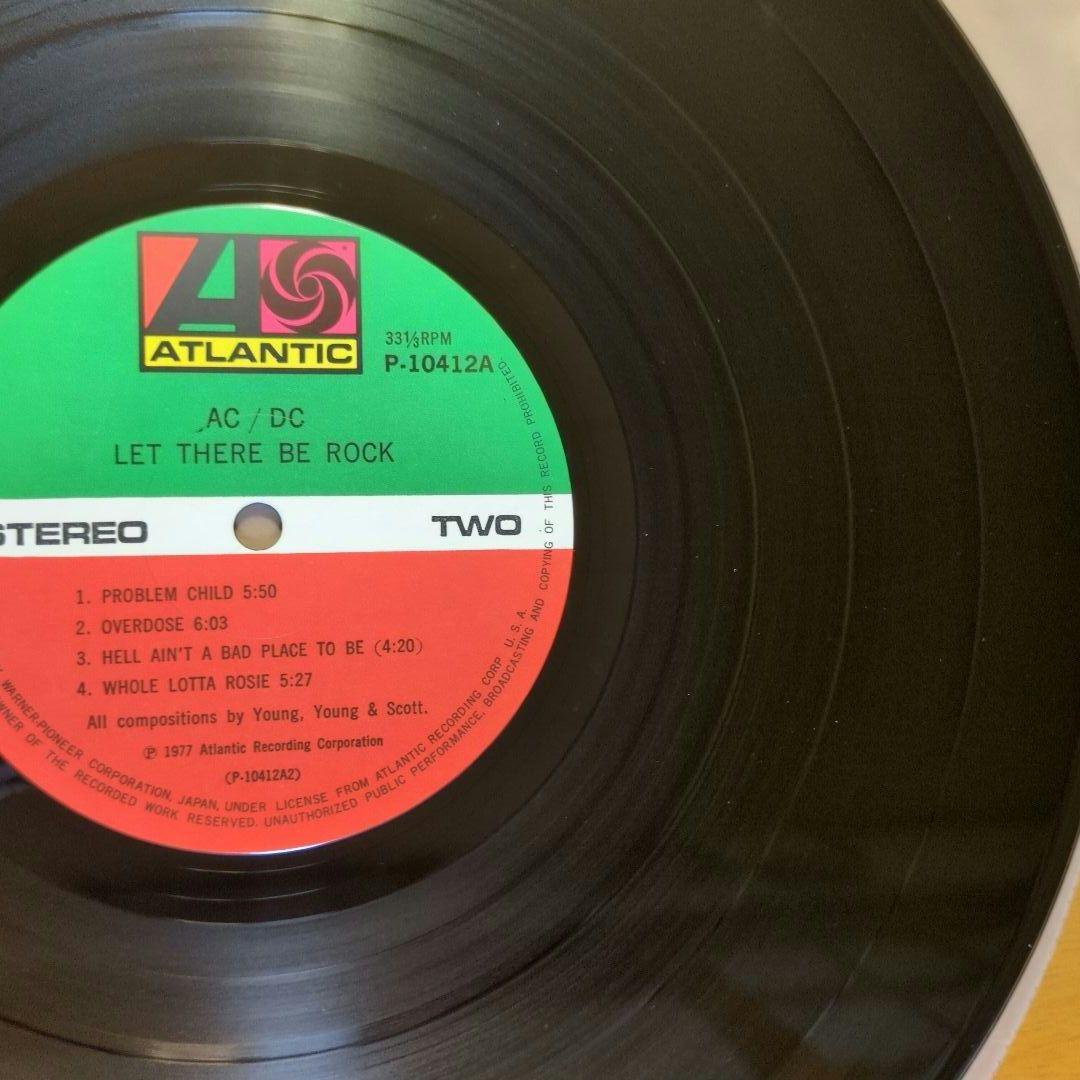 ATLANTIC
33⅓RPM
P-10412A
AC / DC
LET THERE BE ROCK
STEREO
TWO
1. PROBLEM CHILD 5:50
2. OVERDOSE 6:03
3. HELL AIN'T A BAD PLACE TO BE (4:20)
4. WHOLE LOTTA ROSIE 5:27
All compositions by Young, Young & Scott.
℗ 1977 Atlantic Recording Corporation
(P-10412A2)
WARNER-PIONEER CORPORATION, JAPAN, UNDER LICENSE FROM ATLANTIC RECORDING CORP. U. S. A.
OWNER OF THE RECORDED WORK RESERVED. UNAUTHORIZED PUBLIC PERFORMANCE, BROADCASTING AND COPYING OF THIS RECORD PROHIBITED.